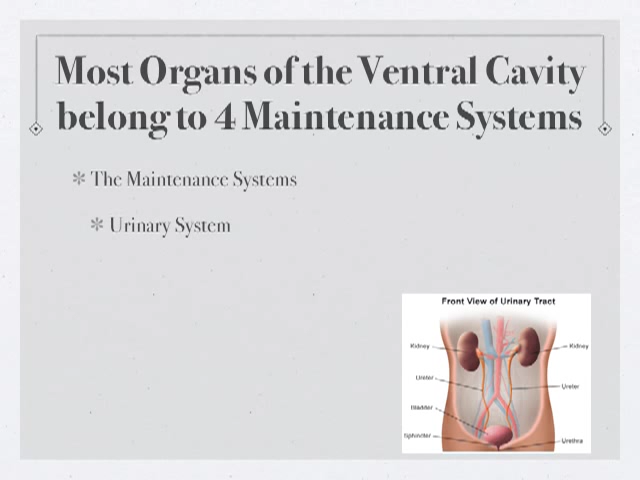 Most Organs of the Ventral Cavity
belong to 4 Maintenance Systems
✻ The Maintenance Systems
✻ Urinary System
Front View of Urinary Tract
Kidney
Kidney
Ureter
Ureter
Bladder
Sphincter
Urethra